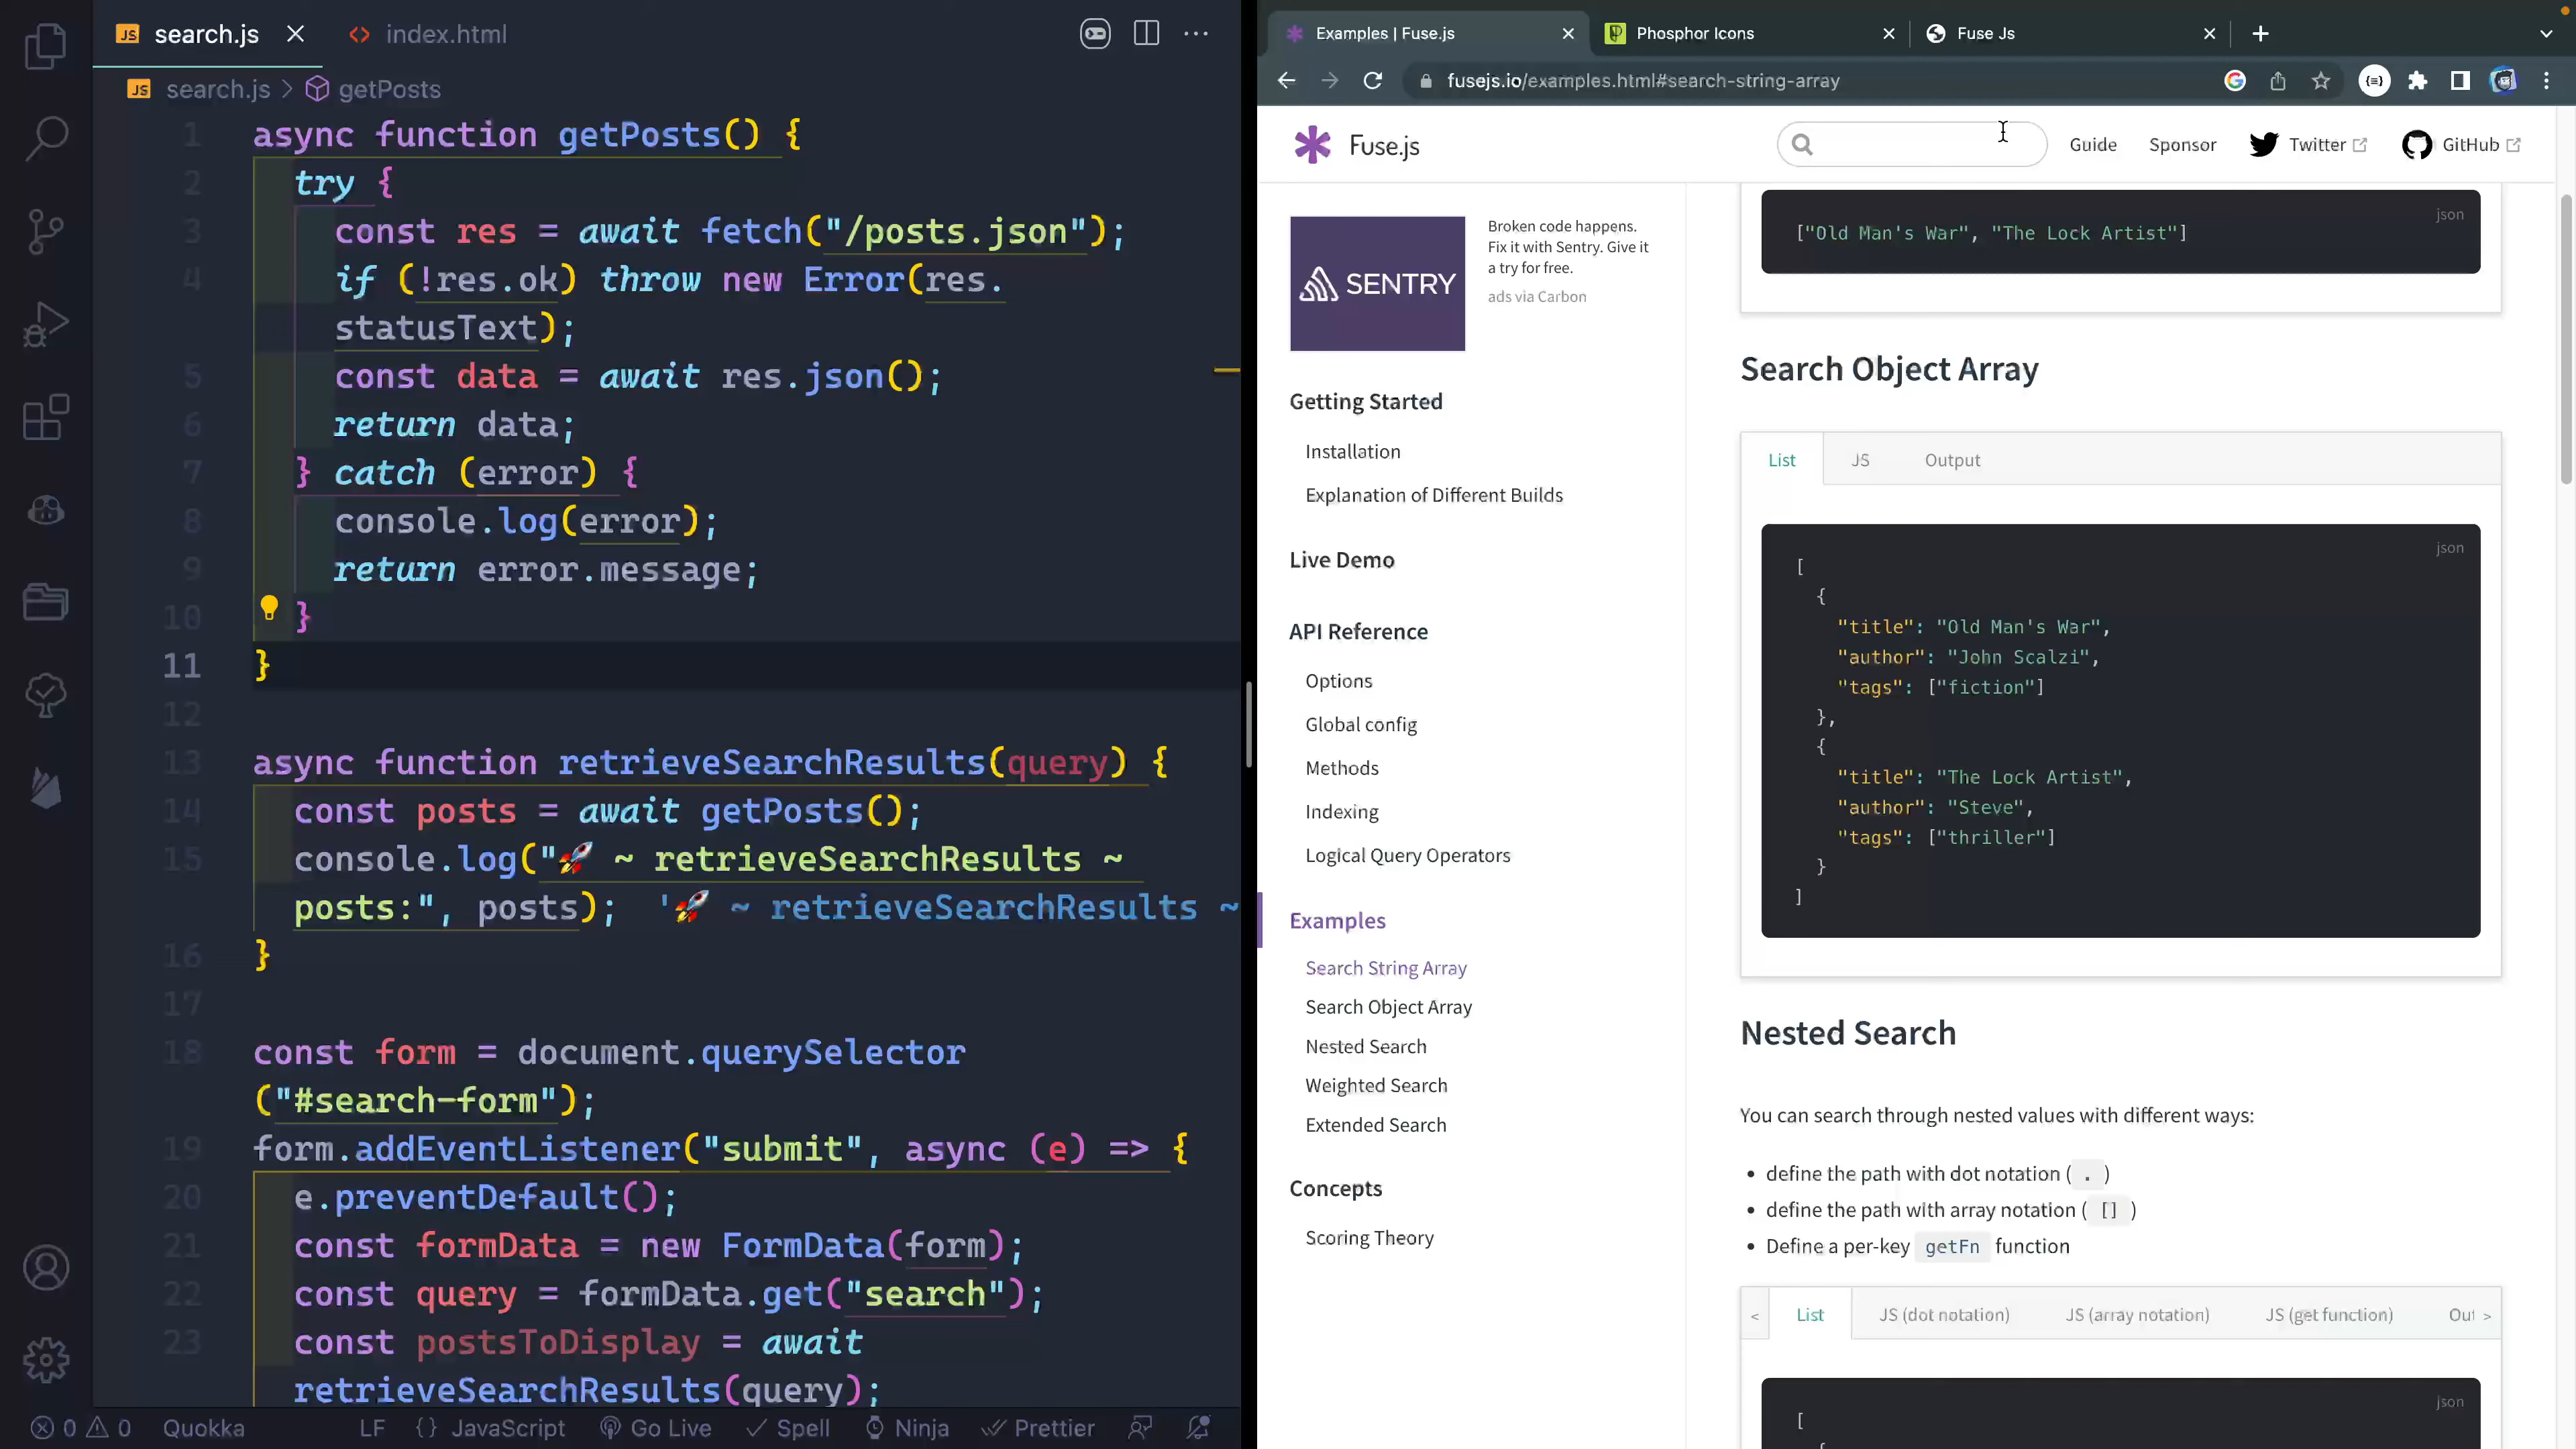 search.js
index.html
search.js > getPosts
1 async function getPosts() {
2 try {
3 const res = await fetch("/posts.json");
4 if (!res.ok) throw new Error(res.
statusText);
5 const data = await res.json();
6 return data;
7 } catch (error) {
8 console.log(error);
9 return error.message;
10 }
11 }
12
13 async function retrieveSearchResults(query) {
14 const posts = await getPosts();
15 console.log("🚀 ~ retrieveSearchResults ~
posts:", posts); '🚀 ~ retrieveSearchResults ~
16 }
17
18 const form = document.querySelector
("#search-form");
19 form.addEventListener("submit", async (e) => {
20 e.preventDefault();
21 const formData = new FormData(form);
22 const query = formData.get("search");
23 const postsToDisplay = await
retrieveSearchResults(query);
0 0 Quokka LF {} JavaScript Go Live Spell Ninja Prettier
Examples | Fuse.js
Phosphor Icons
Fuse Js
fusejs.io/examples.html#search-string-array
Fuse.js
Guide
Sponsor
Twitter
GitHub
SENTRY
Broken code happens.
Fix it with Sentry. Give it
a try for free.
ads via Carbon
Getting Started
Installation
Explanation of Different Builds
Live Demo
API Reference
Options
Global config
Methods
Indexing
Logical Query Operators
Examples
Search String Array
Search Object Array
Nested Search
Weighted Search
Extended Search
Concepts
Scoring Theory
json
["Old Man's War", "The Lock Artist"]
Search Object Array
List JS Output
json
[
{
"title": "Old Man's War",
"author": "John Scalzi",
"tags": ["fiction"]
},
{
"title": "The Lock Artist",
"author": "Steve",
"tags": ["thriller"]
}
]
Nested Search
You can search through nested values with different ways:
• define the path with dot notation ( . )
• define the path with array notation ( [] )
• Define a per-key getFn function
< List JS (dot notation) JS (array notation) JS (get function) Out >
json
[